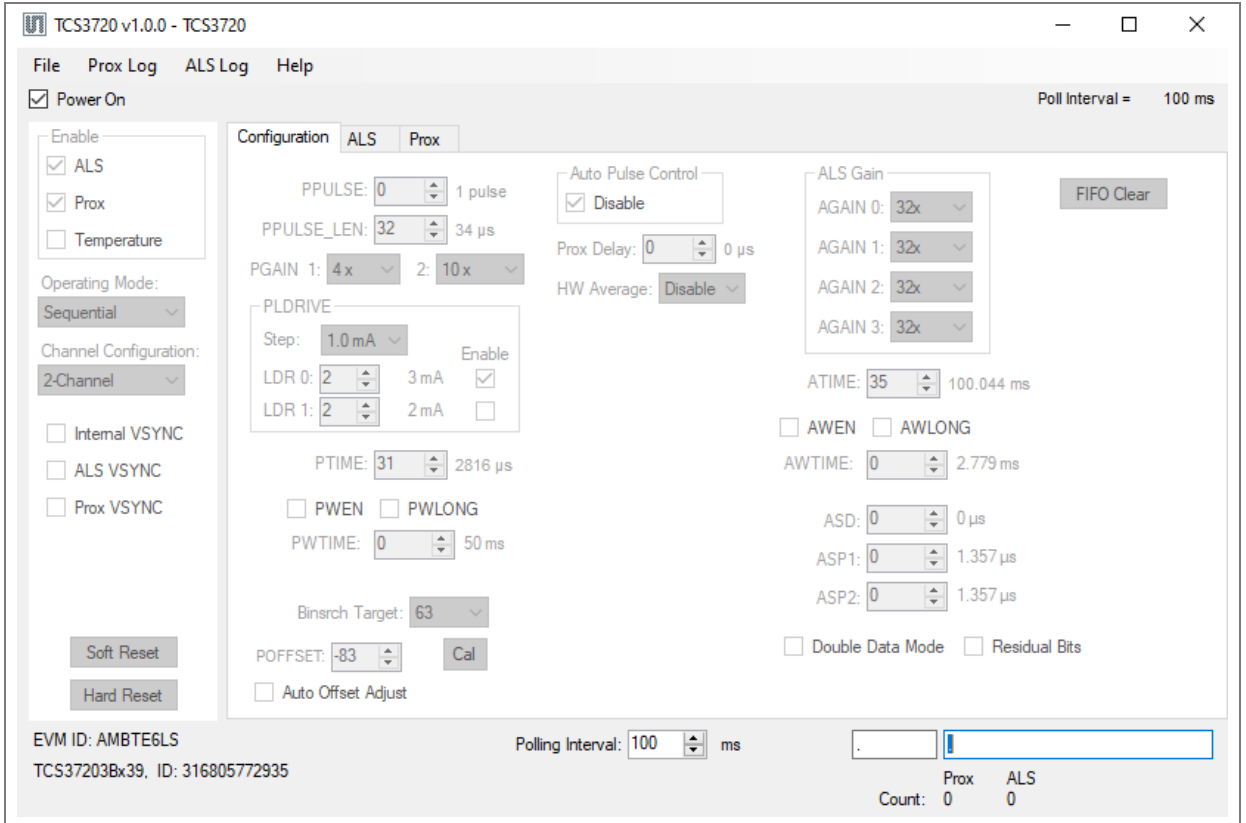 TCS3720 v1.0.0 - TCS3720
File Prox Log ALS Log Help
Power On
Poll Interval = 100 ms
Enable
ALS
Prox
Temperature
Operating Mode:
Sequential
Channel Configuration:
2-Channel
Internal VSYNC
ALS VSYNC
Prox VSYNC
Soft Reset
Hard Reset
Configuration ALS Prox
PPULSE: 0 1 pulse
PPULSE_LEN: 32 34 µs
PGAIN 1: 4 x 2: 10 x
PLDRIVE
Step: 1.0 mA
Enable
LDR 0: 2 3 mA
LDR 1: 2 2 mA
PTIME: 31 2816 µs
PWEN PWLONG
PWTIME: 0 50 ms
Binsrch Target: 63
POFFSET: -83 Cal
Auto Offset Adjust
Auto Pulse Control
Disable
Prox Delay: 0 0 µs
HW Average: Disable
ALS Gain
AGAIN 0: 32x
AGAIN 1: 32x
AGAIN 2: 32x
AGAIN 3: 32x
ATIME: 35 100.044 ms
AWEN AWLONG
AWTIME: 0 2.779 ms
ASD: 0 0 µs
ASP1: 0 1.357 µs
ASP2: 0 1.357 µs
Double Data Mode Residual Bits
FIFO Clear
EVM ID: AMBTE6LS
TCS37203Bx39, ID: 316805772935
Polling Interval: 100 ms
. .
Prox ALS
Count: 0 0